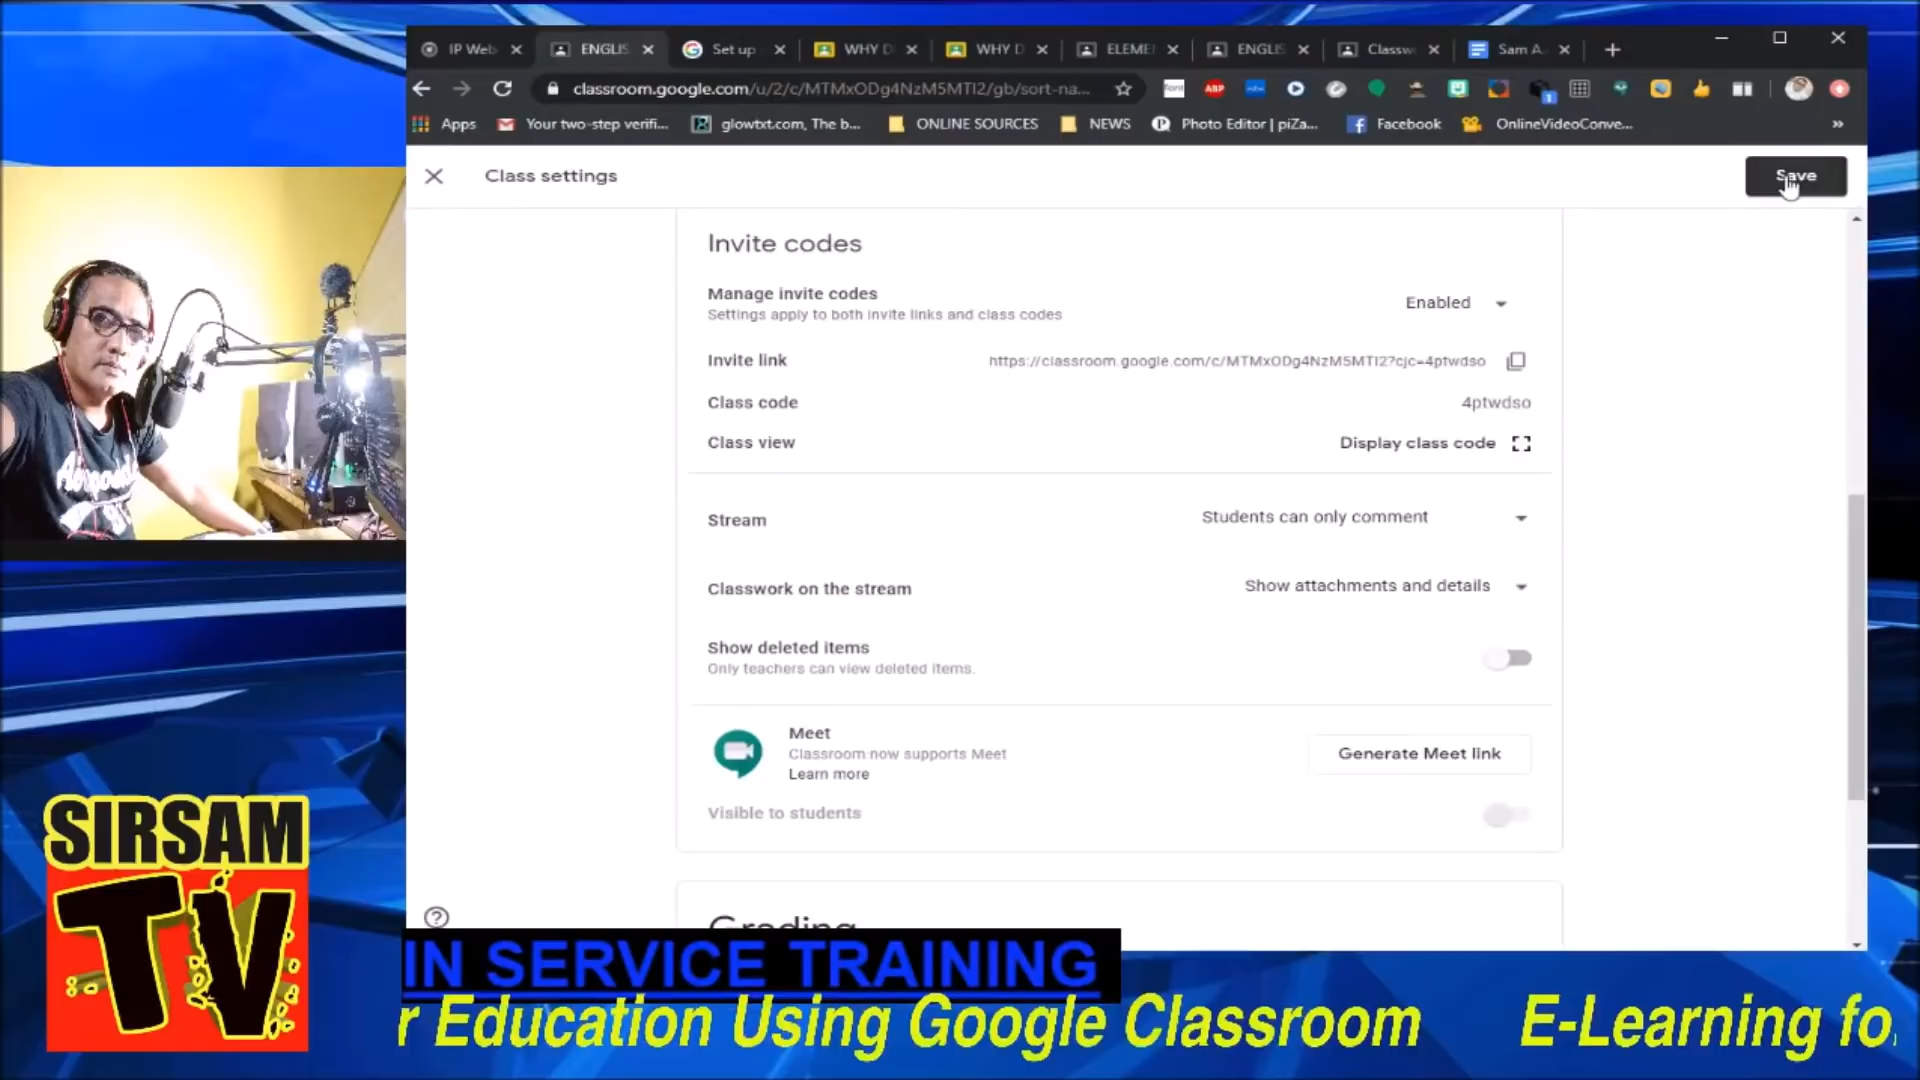 IP Web
ENGLIS
Set up
WHY D
WHY D
ELEME
ENGLIS
Classw
Sam A.
classroom.google.com/u/2/c/MTMxODg4NzM5MTI2/gb/sort-na...
ABP
1
Apps
Your two-step verifi...
glowtxt.com, The b...
ONLINE SOURCES
NEWS
Photo Editor | piZa...
Facebook
OnlineVideoConve...
»
Class settings
Save
Invite codes
Manage invite codes
Settings apply to both invite links and class codes
Enabled
Invite link
https://classroom.google.com/c/MTMxODg4NzM5MTI2?cjc=4ptwdso
Class code
4ptwdso
Class view
Display class code
Stream
Students can only comment
Classwork on the stream
Show attachments and details
Show deleted items
Only teachers can view deleted items.
Meet
Classroom now supports Meet
Learn more
Generate Meet link
Visible to students
Grading
SIRSAM
TV
IN SERVICE TRAINING
r Education Using Google Classroom E-Learning fo